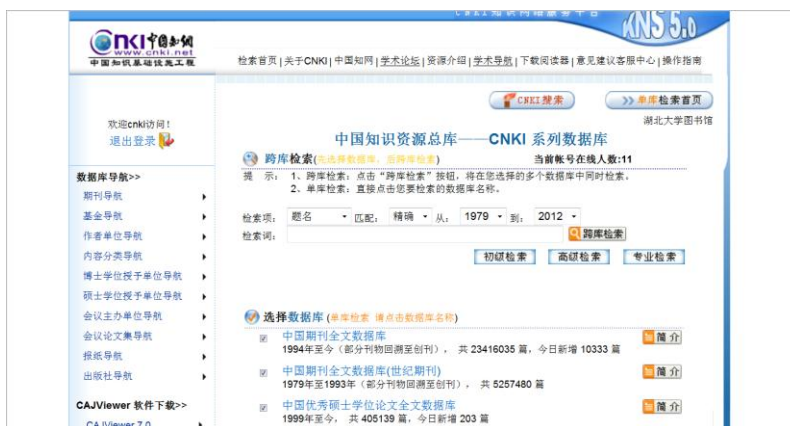 CNKI 知识网络服务平台
KNS 5.0
cnki 中国知网
www.cnki.net
中国知识基础设施工程
检索首页|关于CNKI|中国知网|学术论坛|资源介绍|学术导航|下载阅读器|意见建议客服中心|操作指南
CNKI搜索
>> 单库检索首页
欢迎cnki访问!
湖北大学图书馆
退出登录
中国知识资源总库——CNKI 系列数据库
跨库检索(先选择数据库,后跨库检索)
当前帐号在线人数:11
提 示: 1、跨库检索:点击“跨库检索”按钮,将在您选择的多个数据库中同时检索。
2、单库检索:直接点击您要检索的数据库名称。
数据库导航>>
期刊导航
基金导航
作者单位导航
内容分类导航
博士学位授予单位导航
硕士学位授予单位导航
会议主办单位导航
会议论文集导航
报纸导航
出版社导航
CAJViewer 软件下载>>
CAJViewer 7.0
检索项: 题名 匹配: 精确 从: 1979 到: 2012
检索词: 跨库检索
初级检索 高级检索 专业检索
选择数据库 (单库检索 请点击数据库名称)
中国期刊全文数据库 简介
1994年至今(部分刊物回溯至创刊), 共 23416035 篇,今日新增 10333 篇
中国期刊全文数据库(世纪期刊) 简介
1979年至1993年(部分刊物回溯至创刊), 共 5257480 篇
中国优秀硕士学位论文全文数据库 简介
1999年至今, 共 405139 篇,今日新增 203 篇